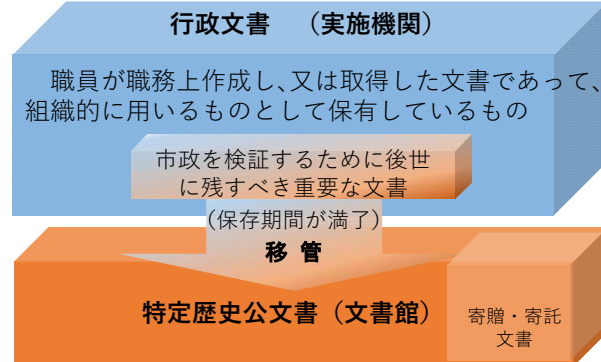 行政文書　（実施機関）
職員が職務上作成し、又は取得した文書であって、
組織的に用いるものとして保有しているもの
市政を検証するために後世
に残すべき重要な文書
(保存期間が満了)
移 管
特定歴史公文書（文書館）
寄贈・寄託
文書